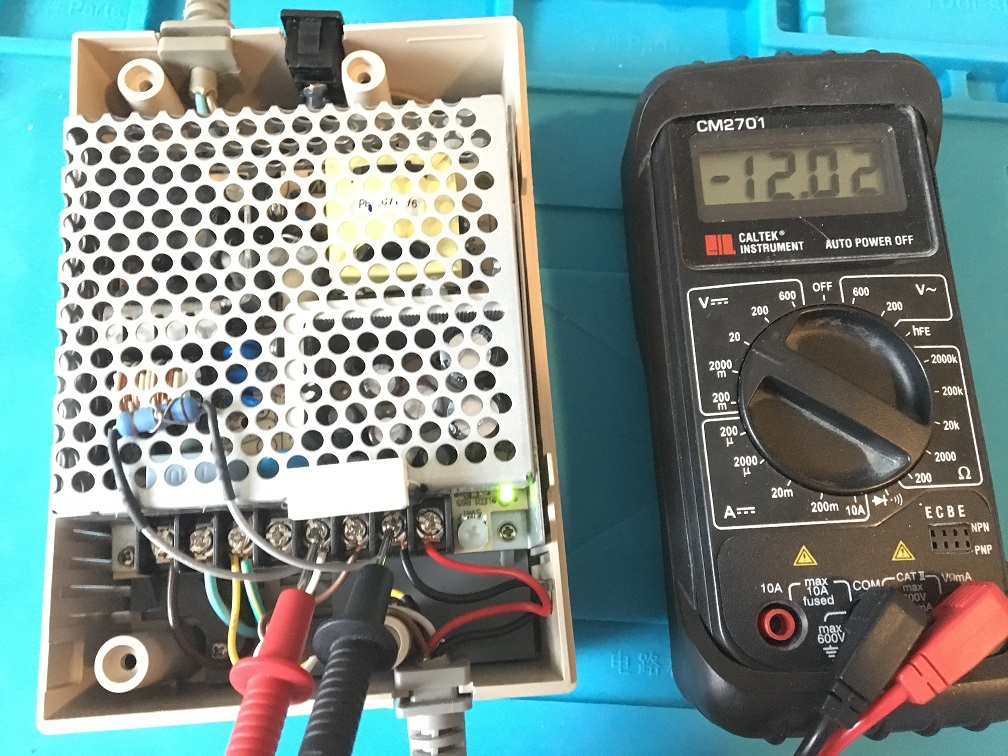 CM2701
-12.02
CALTEK®
INSTRUMENT
AUTO POWER OFF
V⎓
600
OFF
600
V~
200
200
20
hFE
2000
m
2000k
200
m
200k
200
μ
20k
2000
μ
2000
Ω
20m
200
A⎓
200m
10A
E C B E
NPN
PNP
10A
max
10A
fused
COM
CAT II
max
VΩmA
max
600V
电路